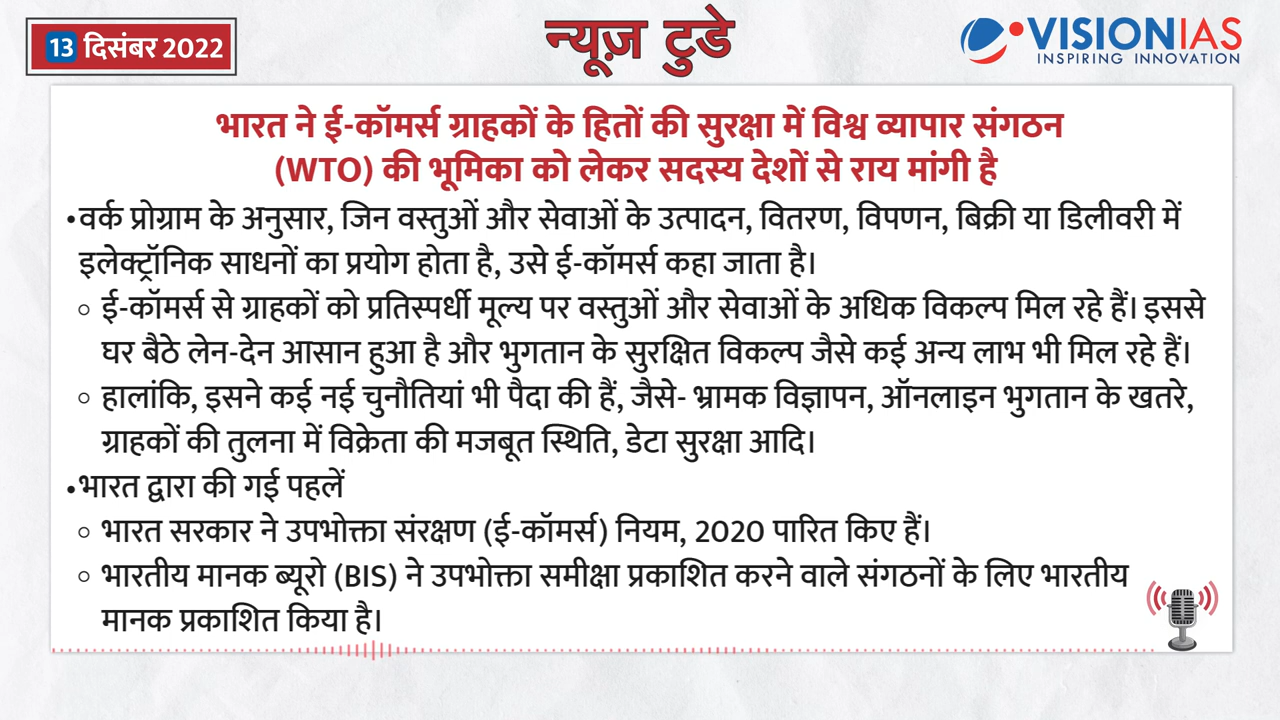 13 दिसंबर 2022
न्यूज़ टुडे
VISIONIAS
INSPIRING INNOVATION
भारत ने ई-कॉमर्स ग्राहकों के हितों की सुरक्षा में विश्व व्यापार संगठन
(WTO) की भूमिका को लेकर सदस्य देशों से राय मांगी है
•वर्क प्रोग्राम के अनुसार, जिन वस्तुओं और सेवाओं के उत्पादन, वितरण, विपणन, बिक्री या डिलीवरी में
इलेक्ट्रॉनिक साधनों का प्रयोग होता है, उसे ई-कॉमर्स कहा जाता है।
○ ई-कॉमर्स से ग्राहकों को प्रतिस्पर्धी मूल्य पर वस्तुओं और सेवाओं के अधिक विकल्प मिल रहे हैं। इससे
घर बैठे लेन-देन आसान हुआ है और भुगतान के सुरक्षित विकल्प जैसे कई अन्य लाभ भी मिल रहे हैं।
○ हालांकि, इसने कई नई चुनौतियां भी पैदा की हैं, जैसे- भ्रामक विज्ञापन, ऑनलाइन भुगतान के खतरे,
ग्राहकों की तुलना में विक्रेता की मजबूत स्थिति, डेटा सुरक्षा आदि।
•भारत द्वारा की गई पहलें
○ भारत सरकार ने उपभोक्ता संरक्षण (ई-कॉमर्स) नियम, 2020 पारित किए हैं।
○ भारतीय मानक ब्यूरो (BIS) ने उपभोक्ता समीक्षा प्रकाशित करने वाले संगठनों के लिए भारतीय
मानक प्रकाशित किया है।